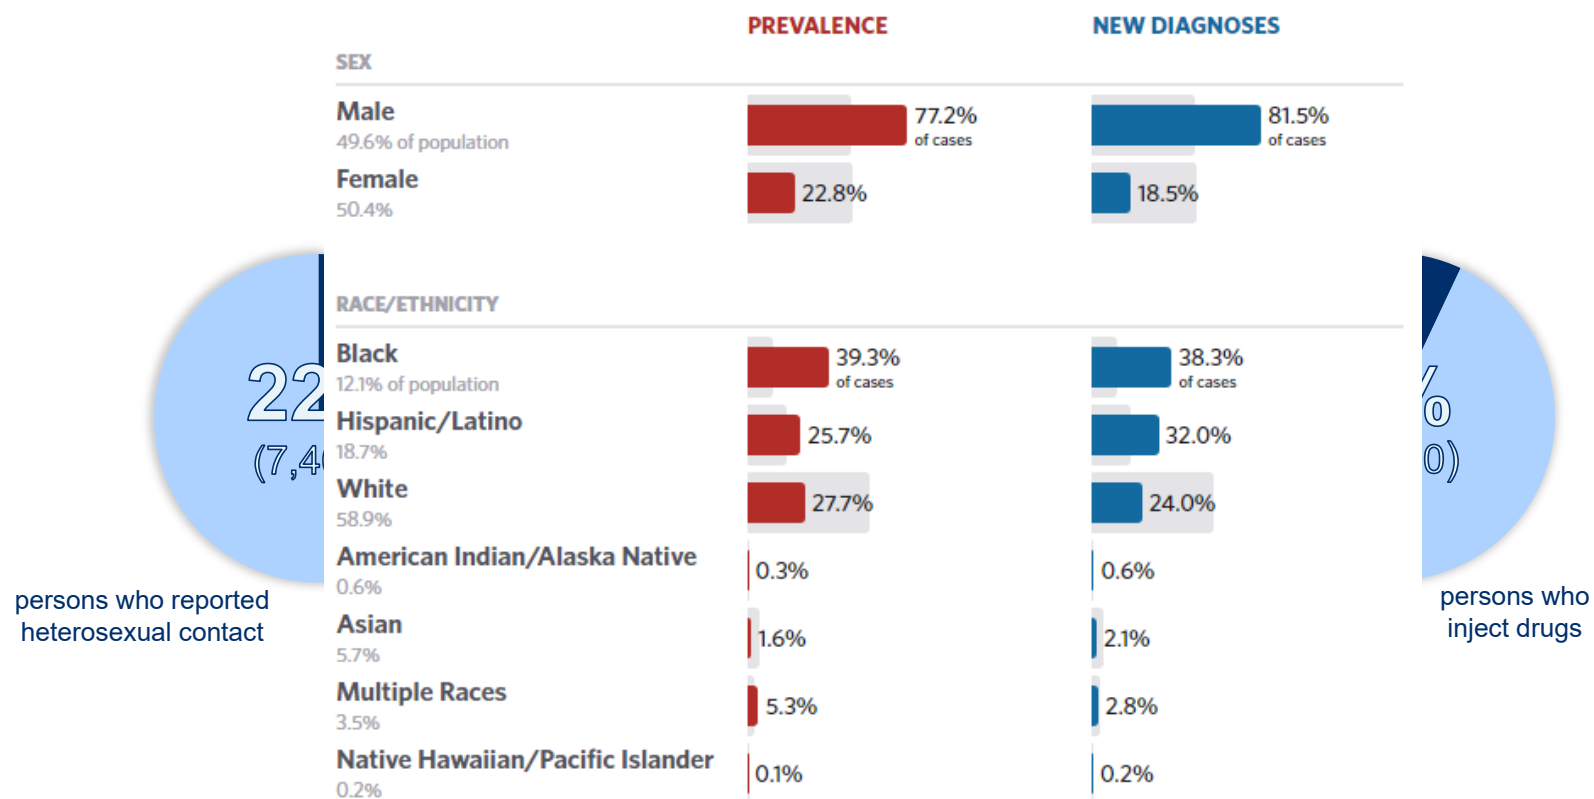 PREVALENCE NEW DIAGNOSES
SEX
Male 77.2% 81.5%
49.6% of population of cases of cases
Female 22.8% 18.5%
50.4%
RACE/ETHNICITY
Black 39.3% 38.3%
12.1% of population of cases of cases
Hispanic/Latino 25.7% 32.0%
18.7%
White 27.7% 24.0%
58.9%
American Indian/Alaska Native 0.3% 0.6%
0.6%
Asian 1.6% 2.1%
5.7%
Multiple Races 5.3% 2.8%
3.5%
Native Hawaiian/Pacific Islander 0.1% 0.2%
0.2%
22
(7,4
persons who reported
heterosexual contact
%
0)
persons who
inject drugs